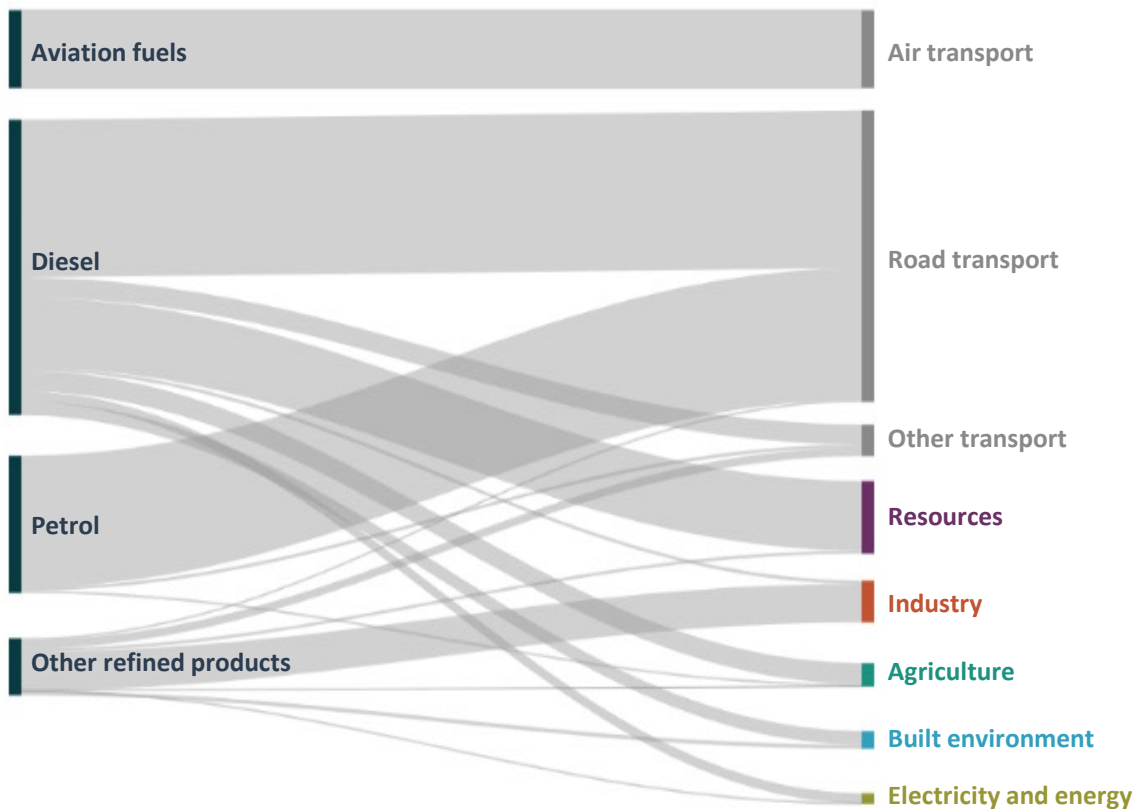 Aviation fuels
Air transport
Diesel
Road transport
Other transport
Petrol
Resources
Industry
Other refined products
Agriculture
Built environment
Electricity and energy